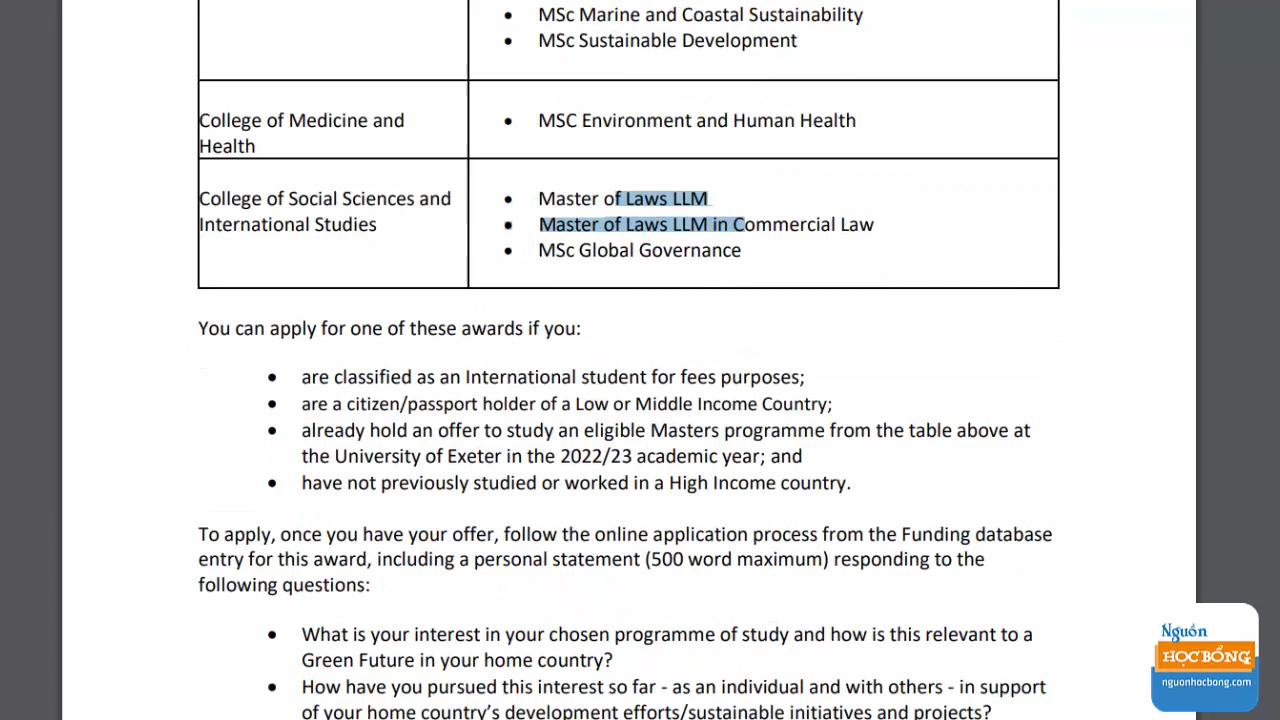 • MSc Marine and Coastal Sustainability
• MSc Sustainable Development
College of Medicine and
Health
• MSC Environment and Human Health
College of Social Sciences and
International Studies
• Master of Laws LLM
• Master of Laws LLM in Commercial Law
• MSc Global Governance
You can apply for one of these awards if you:
• are classified as an International student for fees purposes;
• are a citizen/passport holder of a Low or Middle Income Country;
• already hold an offer to study an eligible Masters programme from the table above at
the University of Exeter in the 2022/23 academic year; and
• have not previously studied or worked in a High Income country.
To apply, once you have your offer, follow the online application process from the Funding database
entry for this award, including a personal statement (500 word maximum) responding to the
following questions:
• What is your interest in your chosen programme of study and how is this relevant to a
Green Future in your home country?
• How have you pursued this interest so far - as an individual and with others - in support
of your home country’s development efforts/sustainable initiatives and projects?
Nguồn
HỌC BỔNG
nguonhocbong.com